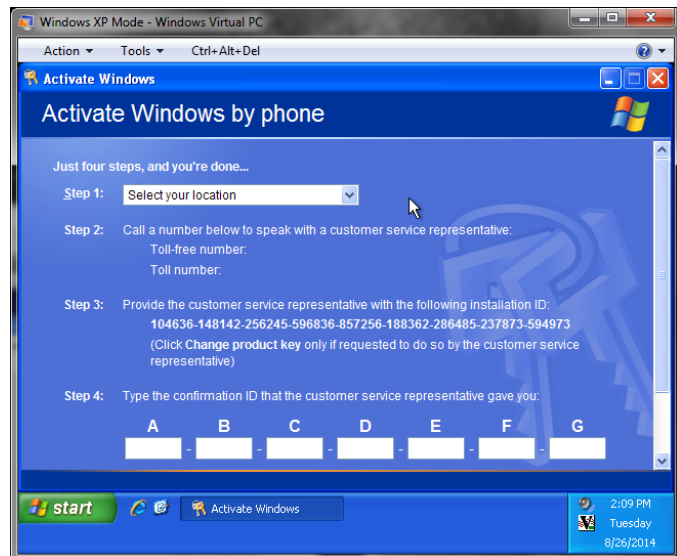 Windows XP Mode - Windows Virtual PC
Action Tools Ctrl+Alt+Del
Activate Windows
Activate Windows by phone
Just four steps, and you're done...
Step 1: Select your location
Step 2: Call a number below to speak with a customer service representative:
Toll-free number:
Toll number:
Step 3: Provide the customer service representative with the following installation ID:
104636-148142-256245-596836-857256-188362-286485-237873-594973
(Click Change product key only if requested to do so by the customer service
representative)
Step 4: Type the confirmation ID that the customer service representative gave you:
A B C D E F G
- - - - - -
start Activate Windows 2:09 PM
Tuesday
8/26/2014